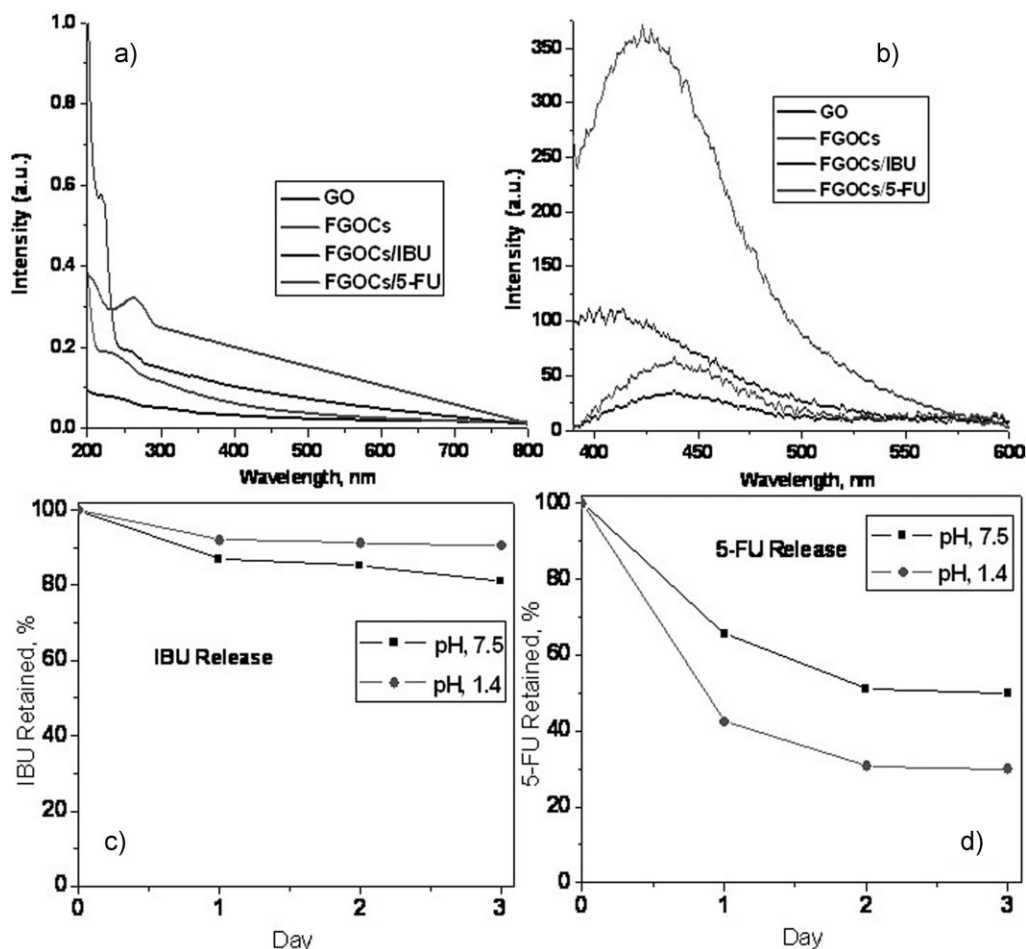 a)
1.0
0.8
0.6
0.4
0.2
0.0
Intensity (a.u.)
GO
FGOCs
FGOCs/IBU
FGOCs/5-FU
200 300 400 500 600 700 800
Wavelength, nm
b)
350
300
250
200
150
100
50
0
Intensity (a.u.)
GO
FGOCs
FGOCs/IBU
FGOCs/5-FU
400 450 500 550 600
Wavelength, nm
100
80
60
40
20
0
IBU Retained, %
pH, 7.5
pH, 1.4
IBU Release
c)
0 1 2 3
Day
100
80
60
40
20
0
5-FU Retained, %
5-FU Release
pH, 7.5
pH, 1.4
d)
0 1 2 3
Day